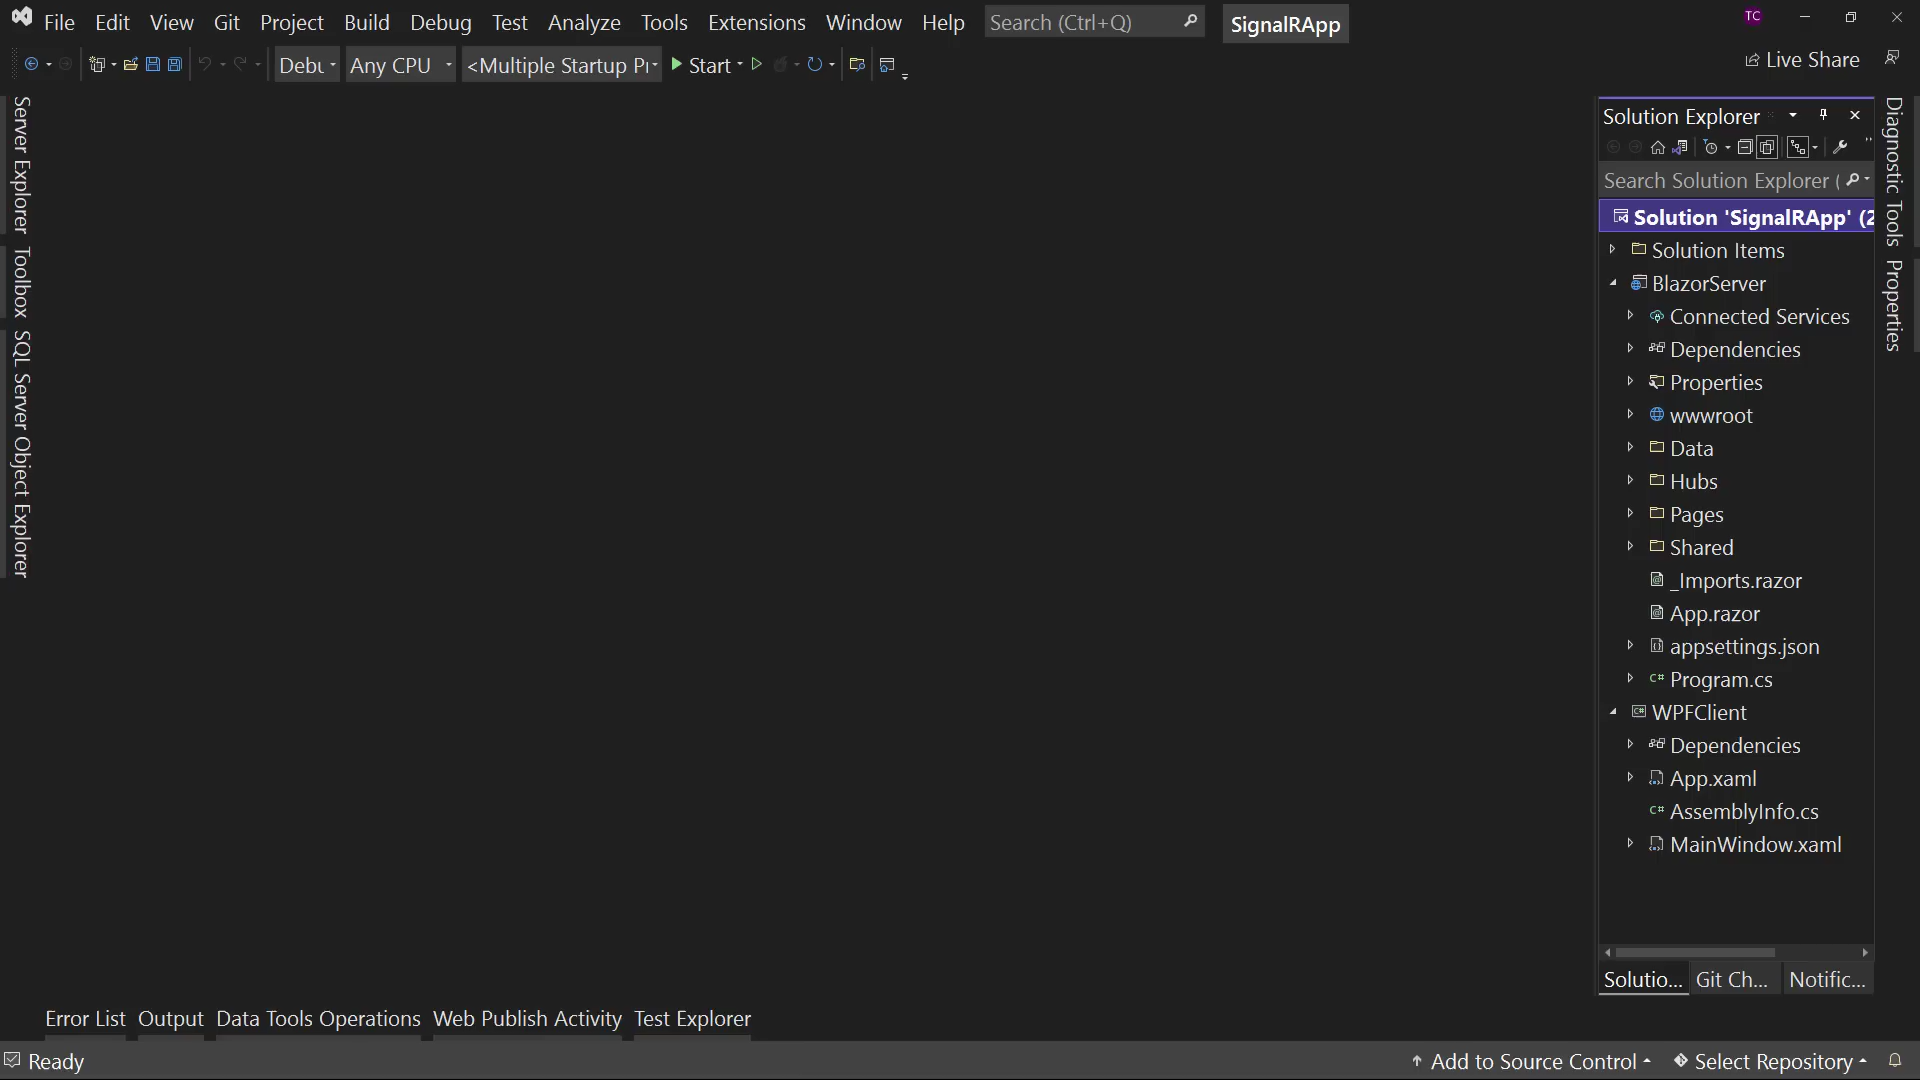 File Edit View Git Project Build Debug Test Analyze Tools Extensions Window Help Search (Ctrl+Q) SignalRApp TC
Debu Any CPU <Multiple Startup Pr Start Live Share
Server Explorer
Toolbox
SQL Server Object Explorer
Solution Explorer
Search Solution Explorer (
Solution 'SignalRApp' (2
Solution Items
BlazorServer
Connected Services
Dependencies
Properties
wwwroot
Data
Hubs
Pages
Shared
_Imports.razor
App.razor
appsettings.json
C# Program.cs
C# WPFClient
Dependencies
App.xaml
C# AssemblyInfo.cs
MainWindow.xaml
Solutio... Git Ch... Notific...
Diagnostic Tools
Properties
Error List Output Data Tools Operations Web Publish Activity Test Explorer
Ready Add to Source Control Select Repository